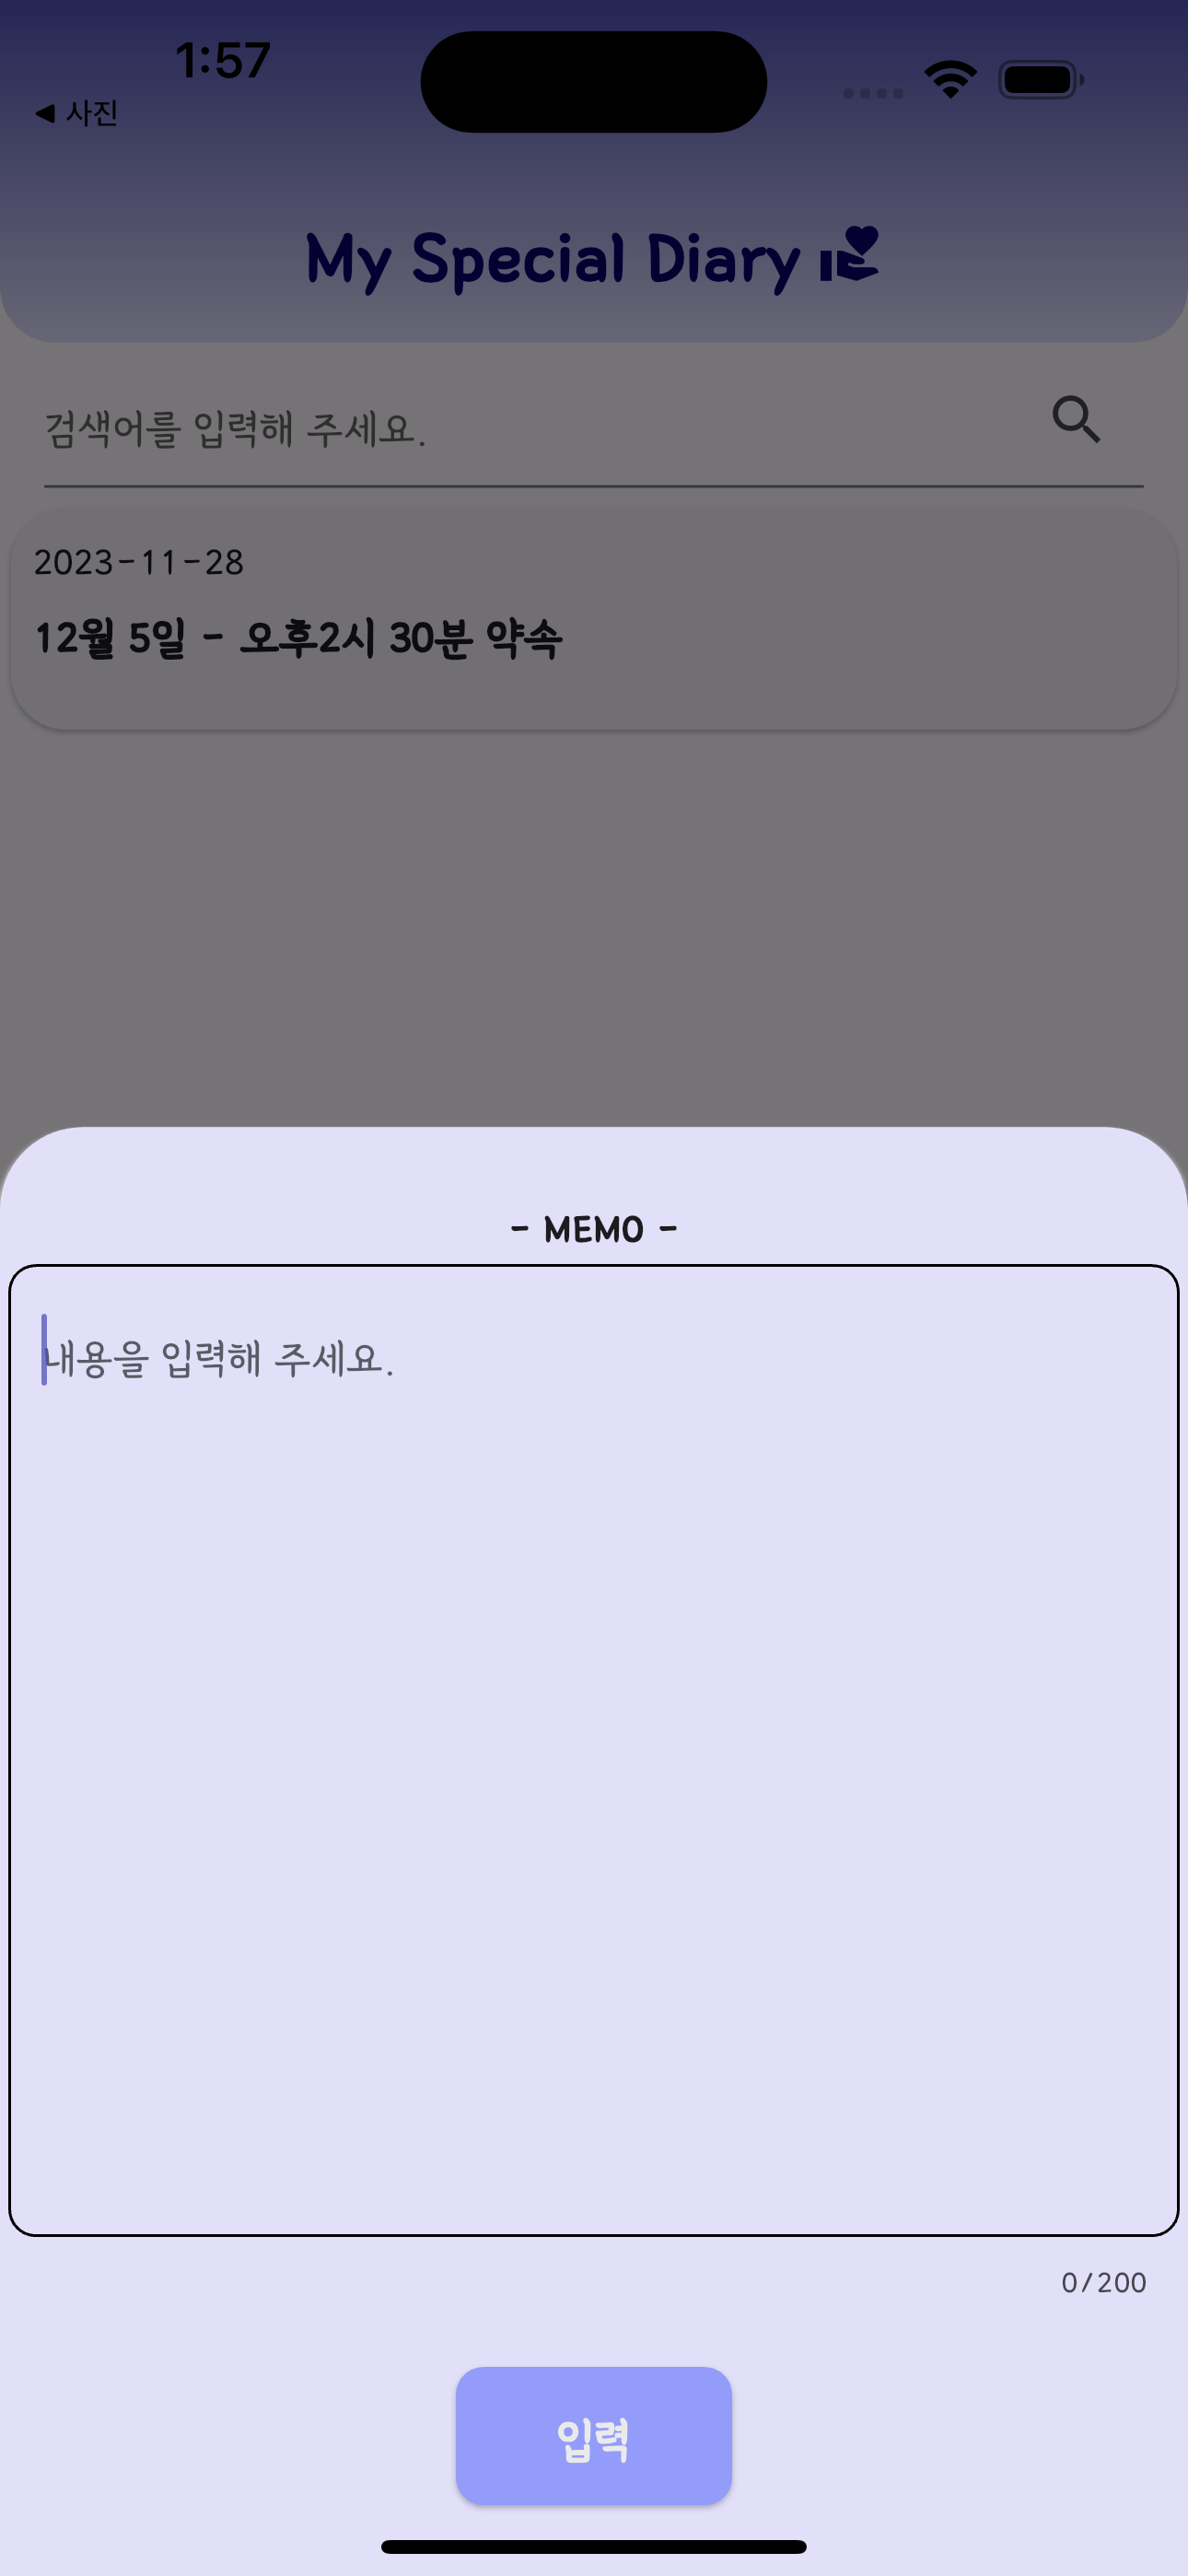 1:57
◀ 사진
My Special Diary
검색어를 입력해 주세요.
2023-11-28
12월 5일 - 오후2시 30분 약속
- MEMO -
내용을 입력해 주세요.
0/200
입력